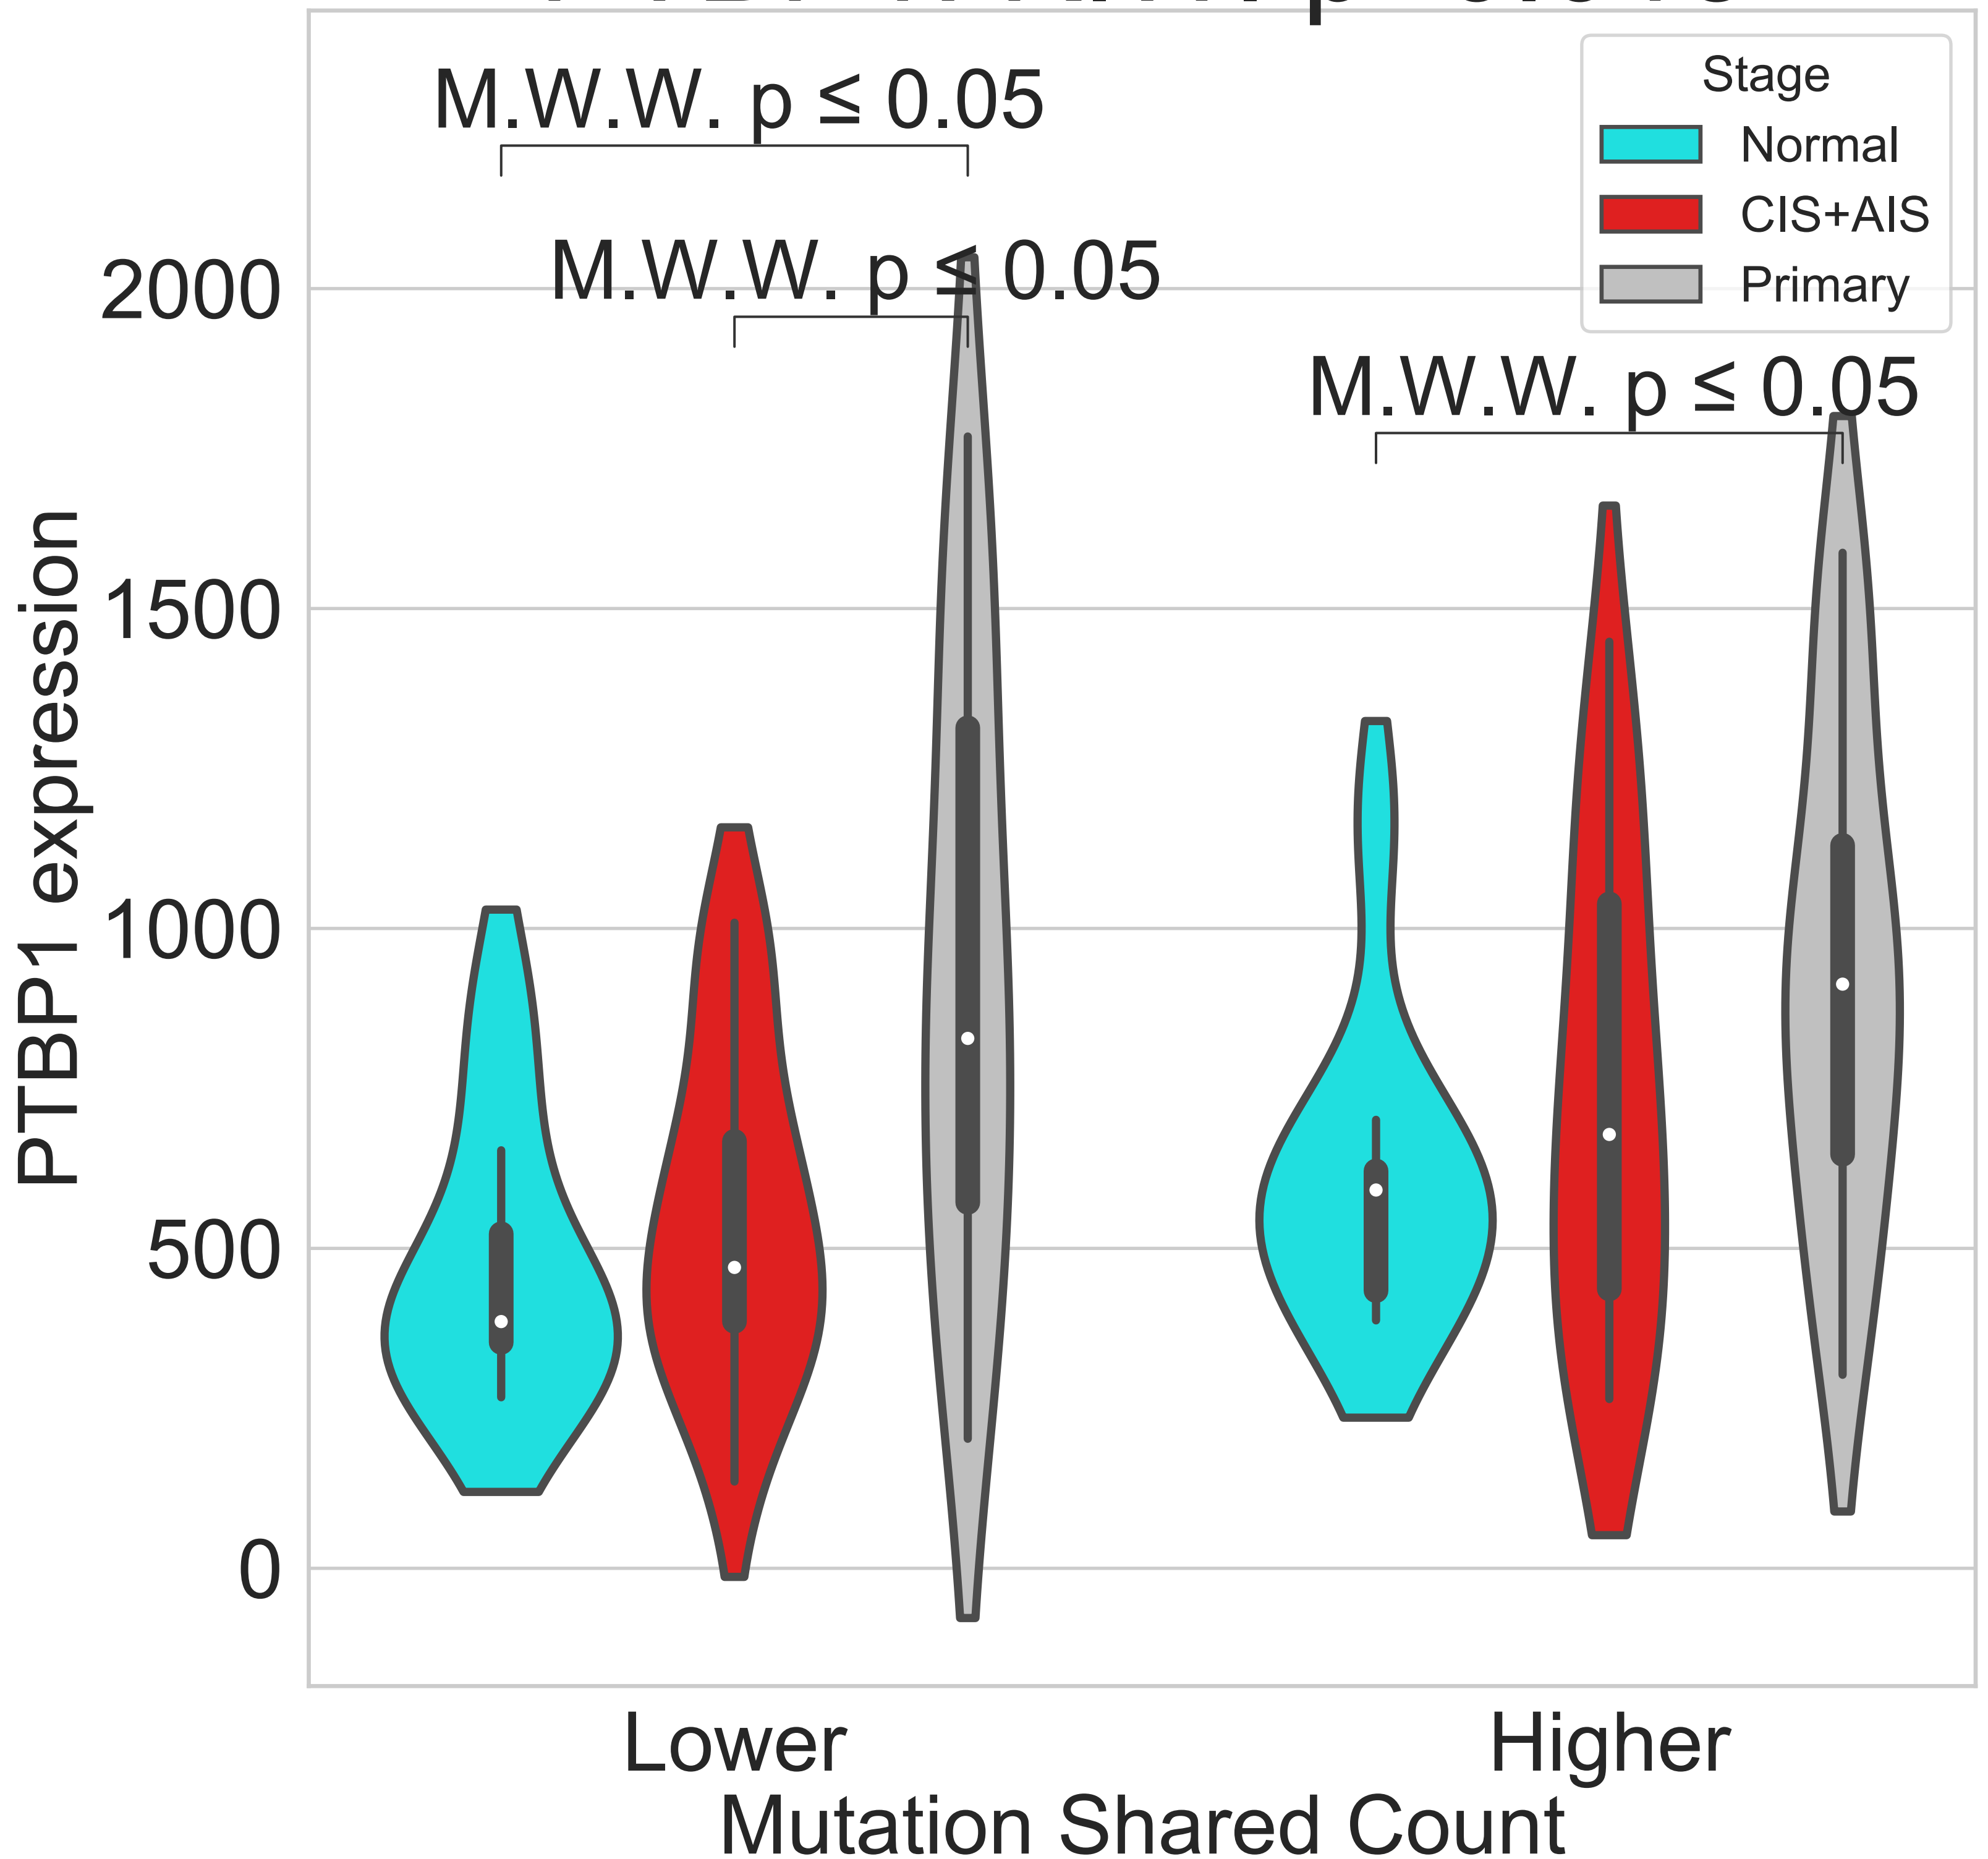 M.W.W. p ≤ 0.05
M.W.W. p ≤ 0.05
M.W.W. p ≤ 0.05
Stage
Normal
CIS+AIS
Primary
2000
1500
1000
500
0
PTBP1 expression
Lower
Higher
Mutation Shared Count